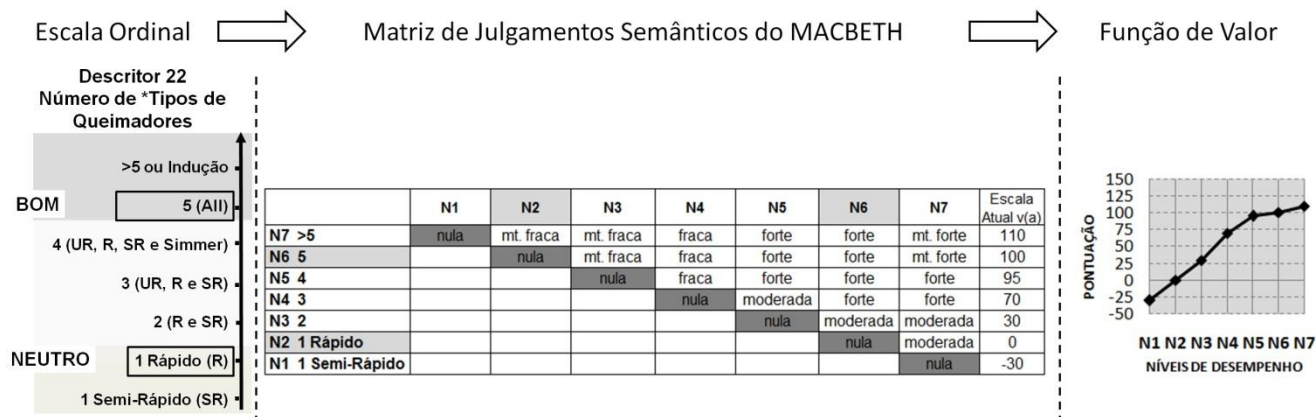 Escala Ordinal
Matriz de Julgamentos Semânticos do MACBETH
Função de Valor
Descritor 22
Número de *Tipos de
Queimadores
>5 ou Indução
BOM 5 (All)
4 (UR, R, SR e Simmer)
3 (UR, R e SR)
2 (R e SR)
NEUTRO 1 Rápido (R)
1 Semi-Rápido (SR)
N1 N2 N3 N4 N5 N6 N7 Escala
Atual v(a)
N7 >5 nula mt. fraca mt. fraca fraca forte forte mt. forte 110
N6 5 nula mt. fraca fraca forte forte mt. forte 100
N5 4 nula fraca forte forte forte 95
N4 3 nula moderada forte forte 70
N3 2 nula moderada moderada 30
N2 1 Rápido nula moderada 0
N1 1 Semi-Rápido nula -30
PONTUAÇÃO
150
125
100
75
50
25
0
-25
-50
N1 N2 N3 N4 N5 N6 N7
NÍVEIS DE DESEMPENHO